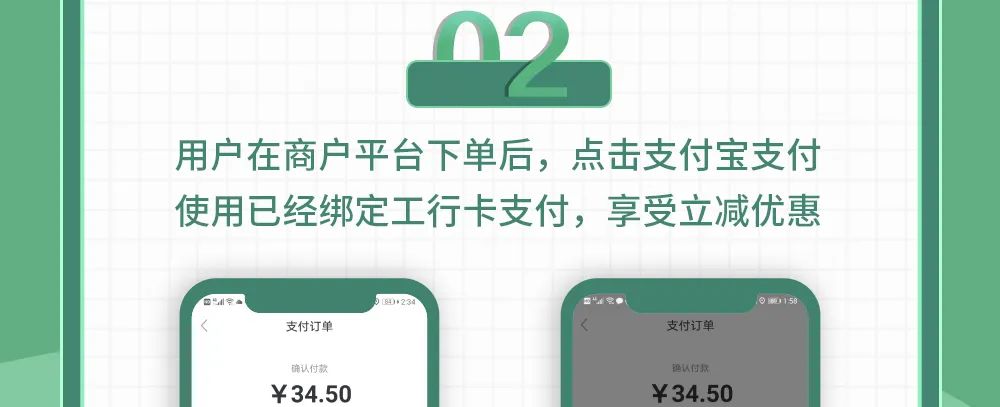 02
用户在商户平台下单后，点击支付宝支付
使用已经绑定工行卡支付，享受立减优惠
2:34
1:58
支付订单
支付订单
确认付款
确认付款
￥34.50
￥34.50